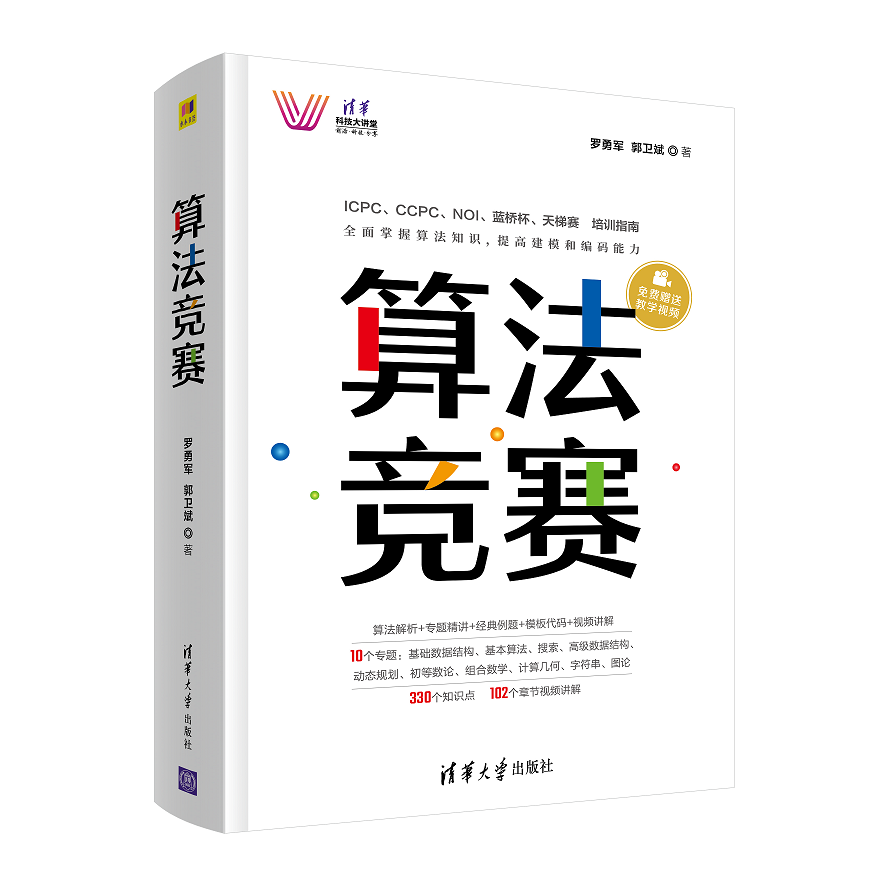 清华
科技大讲堂
罗勇军 郭卫斌◎著
ICPC、CCPC、NOI、蓝桥杯、天梯赛 培训指南
全面掌握算法知识，提高建模和编码能力
免费赠送
教学视频
算法
竞赛
算法解析+专题精讲+经典例题+模板代码+视频讲解
10个专题：基础数据结构、基本算法、搜索、高级数据结构、
动态规划、初等数论、组合数学、计算几何、字符串、图论
330个知识点 102个章节视频讲解
清华大学出版社
算法竞赛
罗勇军 郭卫斌◎著
清华大学出版社